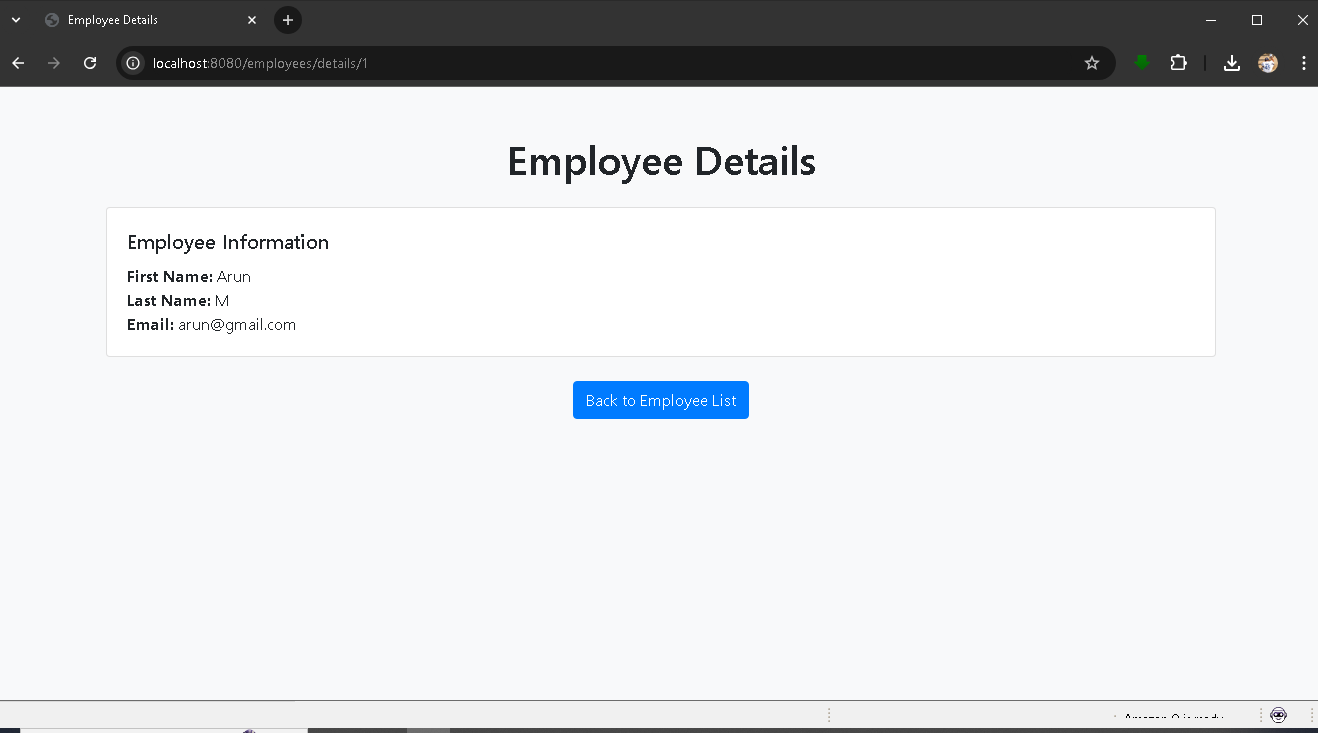 Employee Details
localhost:8080/employees/details/1
Employee Details
Employee Information
First Name: Arun
Last Name: M
Email: arun@gmail.com
Back to Employee List